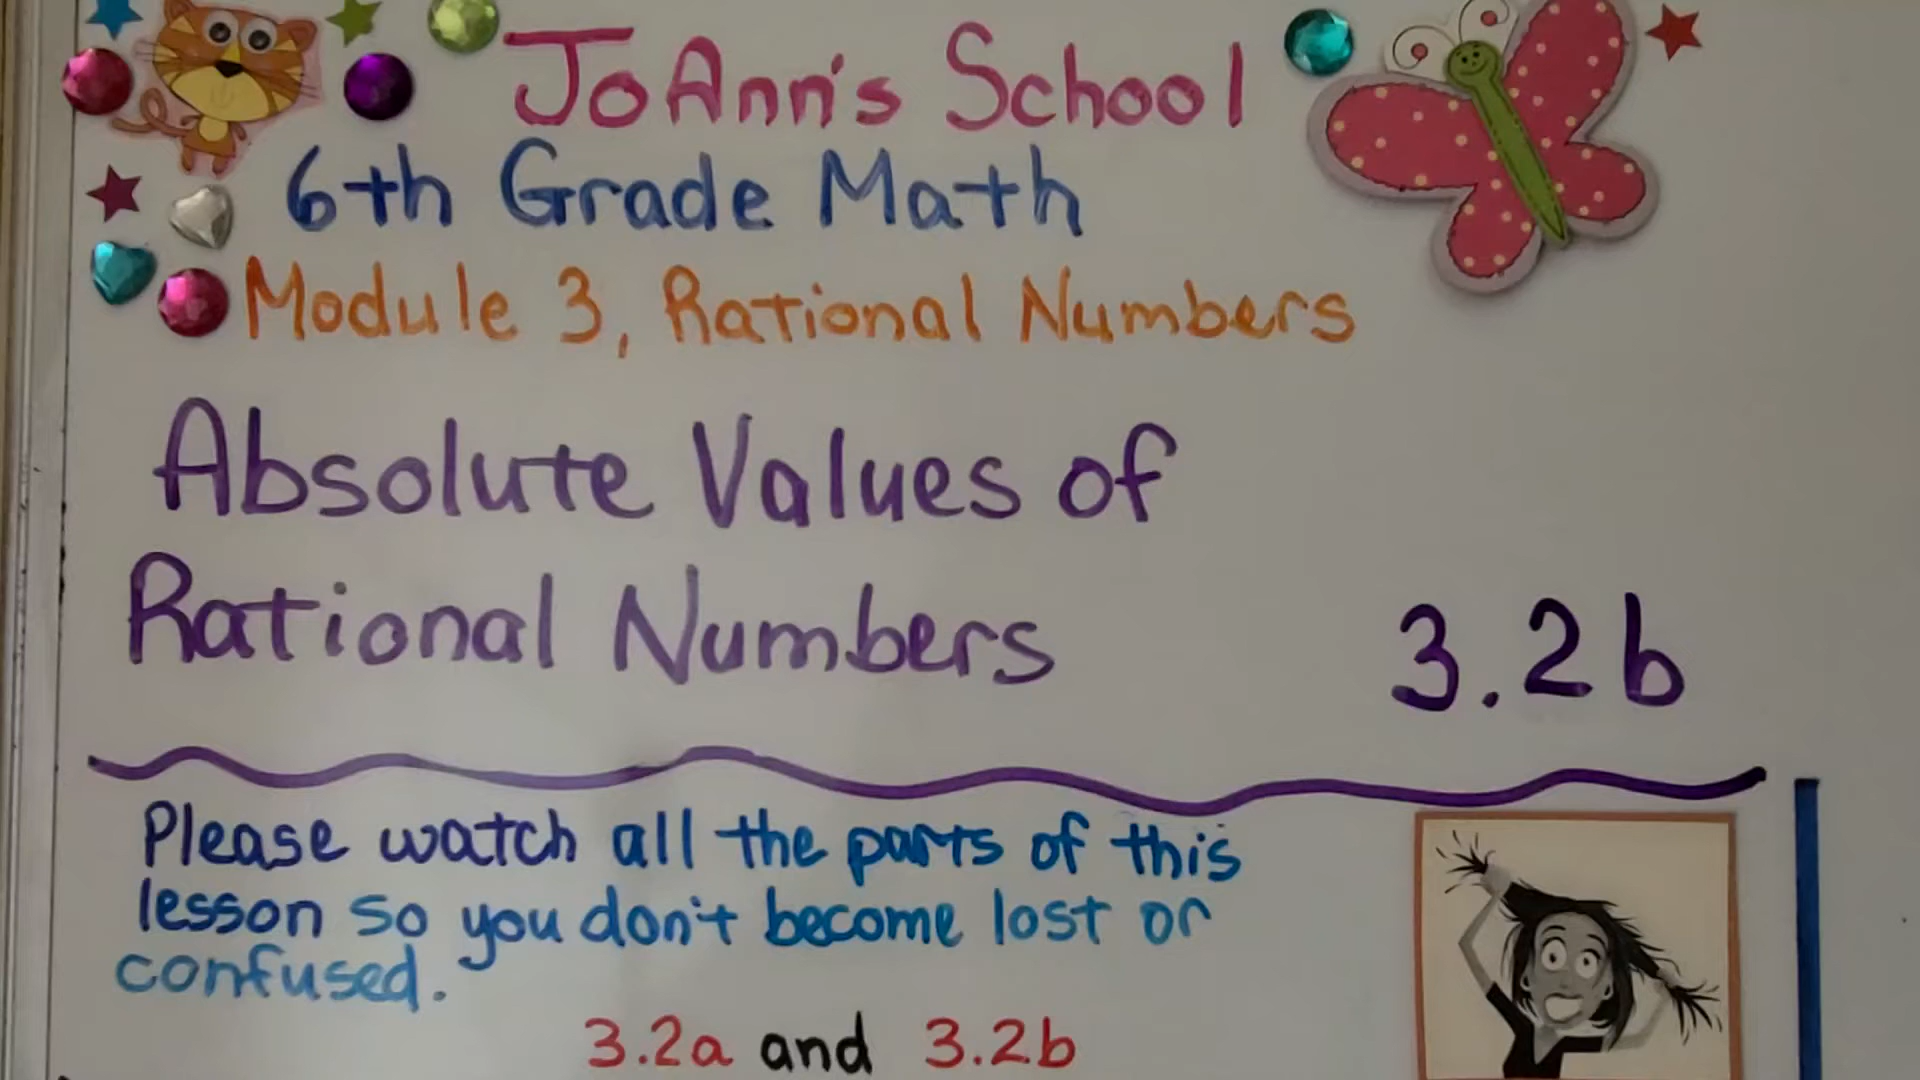 JoAnn's School
6th Grade Math
Module 3, Rational Numbers
Absolute Values of
Rational Numbers 3.2b
Please watch all the parts of this
lesson so you don't become lost or
confused.
3.2a and 3.2b